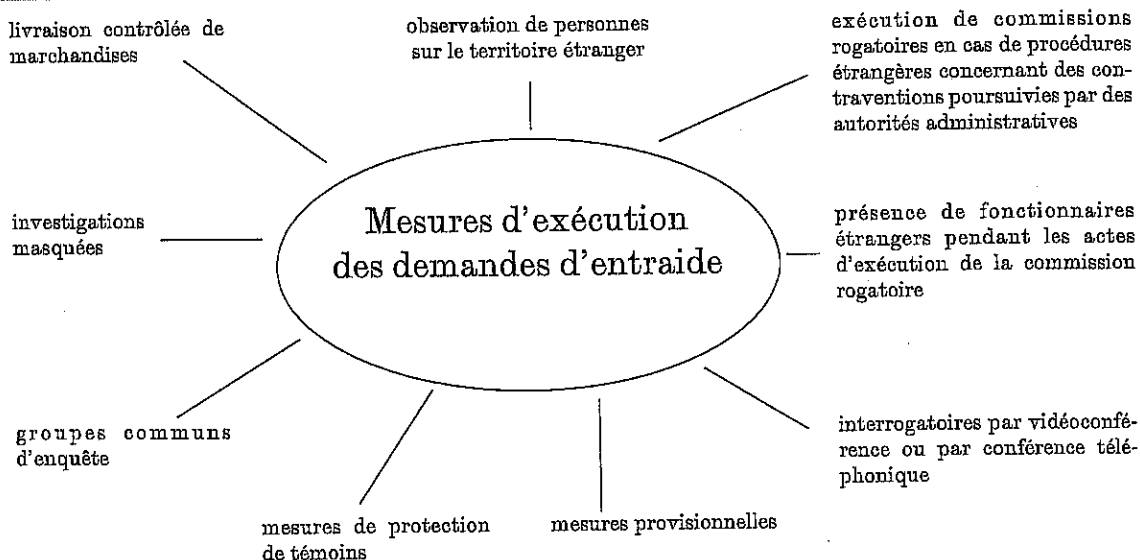 livraison contrôlée de
marchandises
observation de personnes
sur le territoire étranger
exécution de commissions
rogatoires en cas de procédures
étrangères concernant des con-
traventions poursuivies par des
autorités administratives
investigations
masquées
Mesures d'exécution
des demandes d'entraide
présence de fonctionnaires
étrangers pendant les actes
d'exécution de la commission
rogatoire
groupes communs
d'enquête
interrogatoires par vidéoconfé-
rence ou par conférence télé-
phonique
mesures de protection
de témoins
mesures provisionnelles